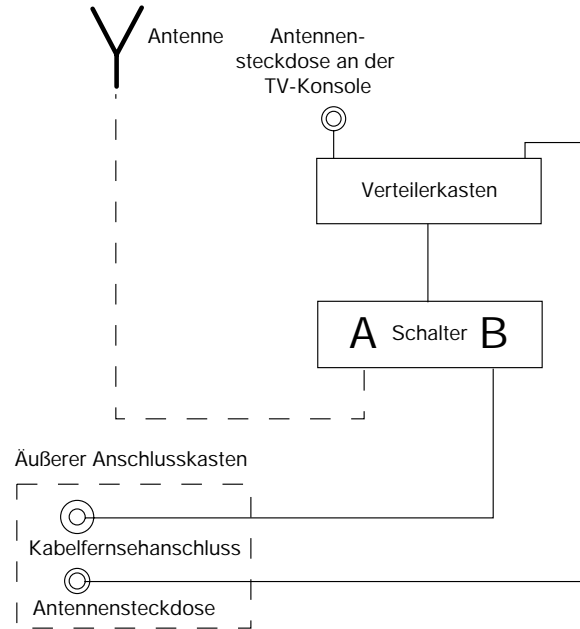 Antenne
Antennen-
steckdose an der
TV-Konsole
Verteilerkasten
A Schalter B
Äußerer Anschlusskasten
Kabelfernsehanschluss
Antennensteckdose